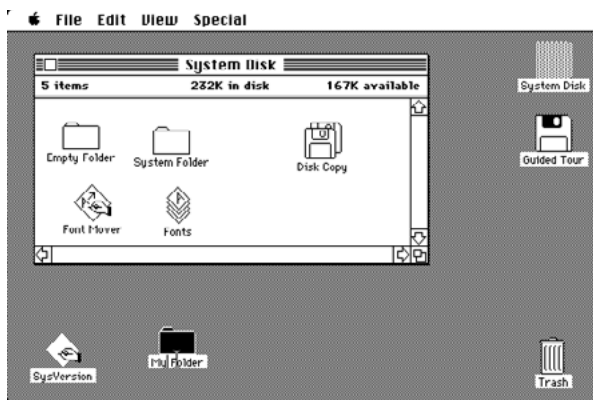 File Edit View Special
System Disk
5 items 232K in disk 167K available
Empty Folder System Folder Disk Copy
Font Mover Fonts
System Disk
Guided Tour
SysVersion My Folder Trash